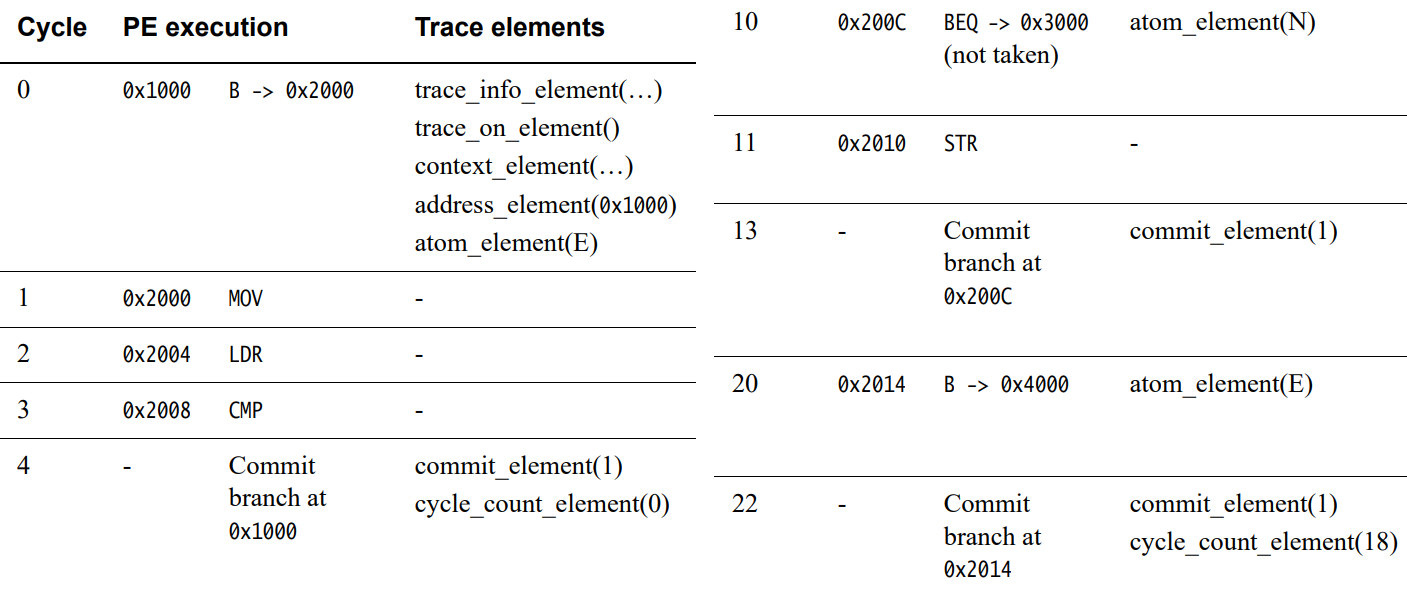 Cycle PE execution Trace elements
0 0x1000 B -> 0x2000 trace_info_element(…)
trace_on_element()
context_element(…)
address_element(0x1000)
atom_element(E)
1 0x2000 MOV -
2 0x2004 LDR -
3 0x2008 CMP -
4 - Commit commit_element(1)
branch at cycle_count_element(0)
0x1000
10 0x200C BEQ -> 0x3000 atom_element(N)
(not taken)
11 0x2010 STR -
13 - Commit commit_element(1)
branch at
0x200C
20 0x2014 B -> 0x4000 atom_element(E)
22 - Commit commit_element(1)
branch at cycle_count_element(18)
0x2014